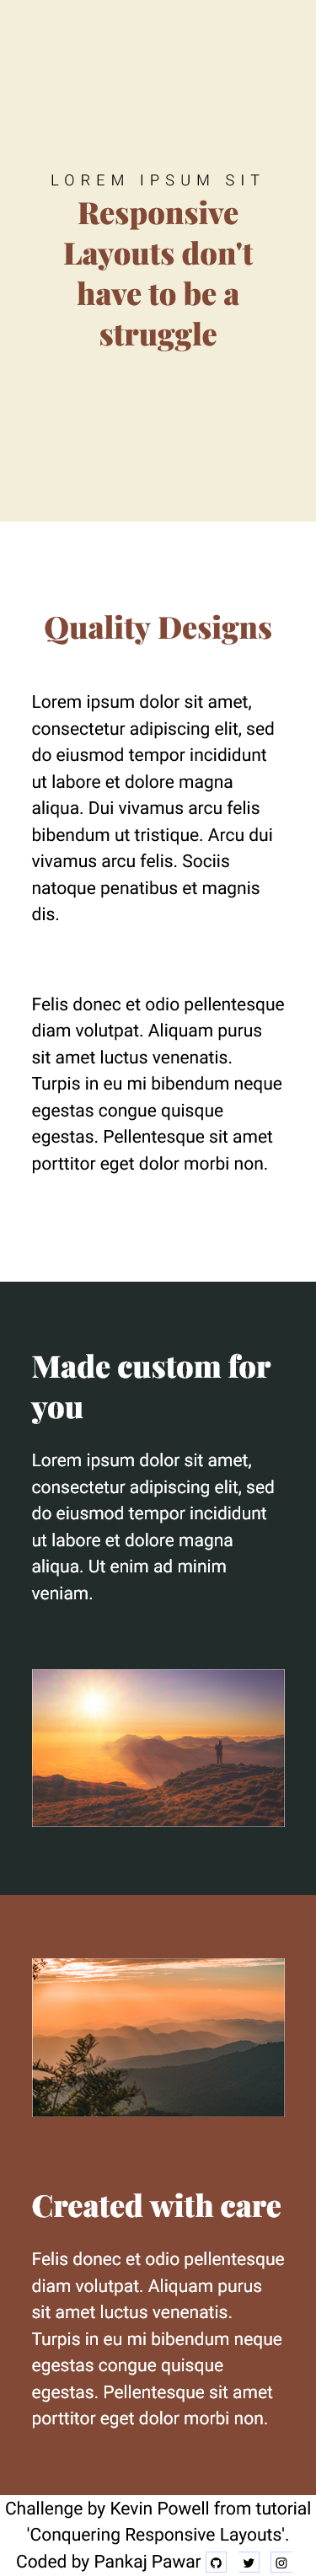 LOREM IPSUM SIT
Responsive
Layouts don't
have to be a
struggle
Quality Designs
Lorem ipsum dolor sit amet,
consectetur adipiscing elit, sed
do eiusmod tempor incididunt
ut labore et dolore magna
aliqua. Dui vivamus arcu felis
bibendum ut tristique. Arcu dui
vivamus arcu felis. Sociis
natoque penatibus et magnis
dis.
Felis donec et odio pellentesque
diam volutpat. Aliquam purus
sit amet luctus venenatis.
Turpis in eu mi bibendum neque
egestas congue quisque
egestas. Pellentesque sit amet
porttitor eget dolor morbi non.
Made custom for
you
Lorem ipsum dolor sit amet,
consectetur adipiscing elit, sed
do eiusmod tempor incididunt
ut labore et dolore magna
aliqua. Ut enim ad minim
veniam.
Created with care
Felis donec et odio pellentesque
diam volutpat. Aliquam purus
sit amet luctus venenatis.
Turpis in eu mi bibendum neque
egestas congue quisque
egestas. Pellentesque sit amet
porttitor eget dolor morbi non.
Challenge by Kevin Powell from tutorial
'Conquering Responsive Layouts'.
Coded by Pankaj Pawar